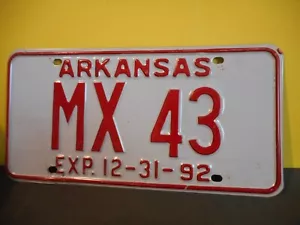 ARKANSAS
MX 43
EXP. 12-31-92